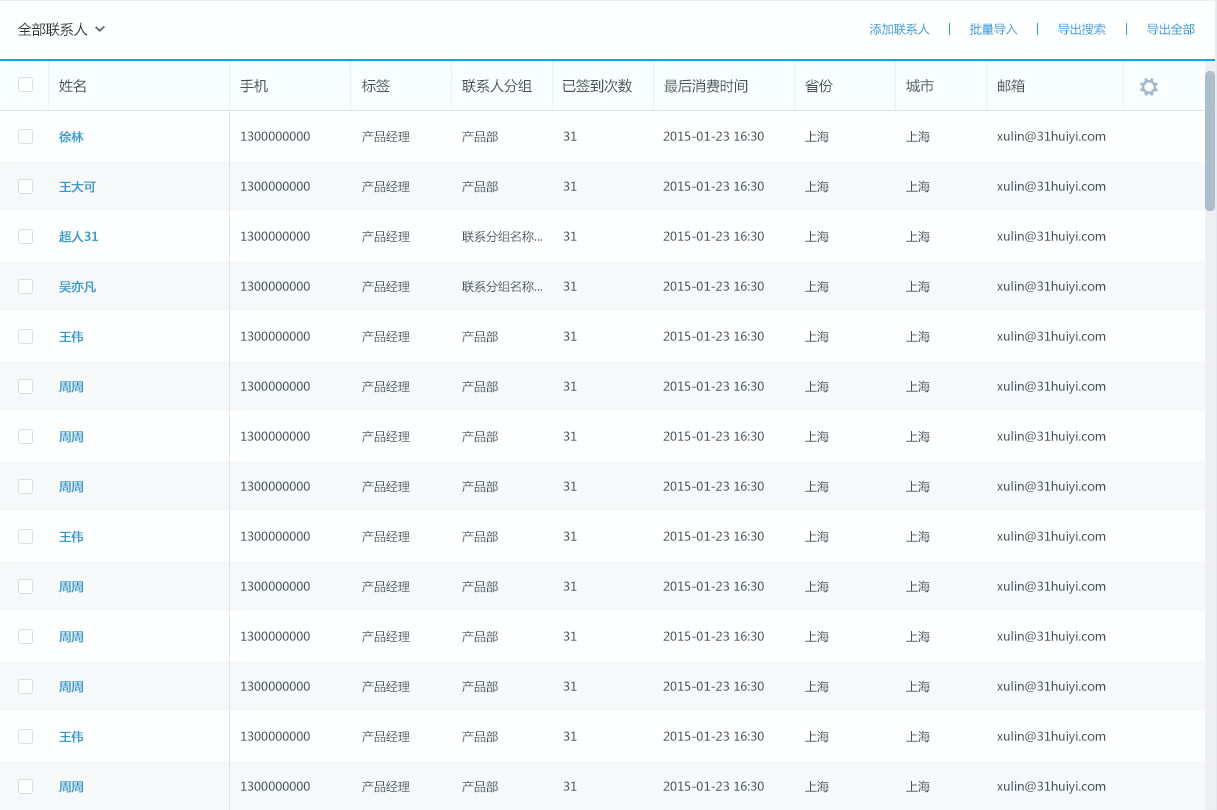 全部联系人 添加联系人 | 批量导入 | 导出搜索 | 导出全部
姓名 手机 标签 联系人分组 已签到次数 最后消费时间 省份 城市 邮箱
徐林 1300000000 产品经理 产品部 31 2015-01-23 16:30 上海 上海 xulin@31huiyi.com
王大可 1300000000 产品经理 产品部 31 2015-01-23 16:30 上海 上海 xulin@31huiyi.com
超人31 1300000000 产品经理 联系分组名称... 31 2015-01-23 16:30 上海 上海 xulin@31huiyi.com
吴亦凡 1300000000 产品经理 联系分组名称... 31 2015-01-23 16:30 上海 上海 xulin@31huiyi.com
王伟 1300000000 产品经理 产品部 31 2015-01-23 16:30 上海 上海 xulin@31huiyi.com
周周 1300000000 产品经理 产品部 31 2015-01-23 16:30 上海 上海 xulin@31huiyi.com
周周 1300000000 产品经理 产品部 31 2015-01-23 16:30 上海 上海 xulin@31huiyi.com
周周 1300000000 产品经理 产品部 31 2015-01-23 16:30 上海 上海 xulin@31huiyi.com
王伟 1300000000 产品经理 产品部 31 2015-01-23 16:30 上海 上海 xulin@31huiyi.com
周周 1300000000 产品经理 产品部 31 2015-01-23 16:30 上海 上海 xulin@31huiyi.com
周周 1300000000 产品经理 产品部 31 2015-01-23 16:30 上海 上海 xulin@31huiyi.com
周周 1300000000 产品经理 产品部 31 2015-01-23 16:30 上海 上海 xulin@31huiyi.com
王伟 1300000000 产品经理 产品部 31 2015-01-23 16:30 上海 上海 xulin@31huiyi.com
周周 1300000000 产品经理 产品部 31 2015-01-23 16:30 上海 上海 xulin@31huiyi.com